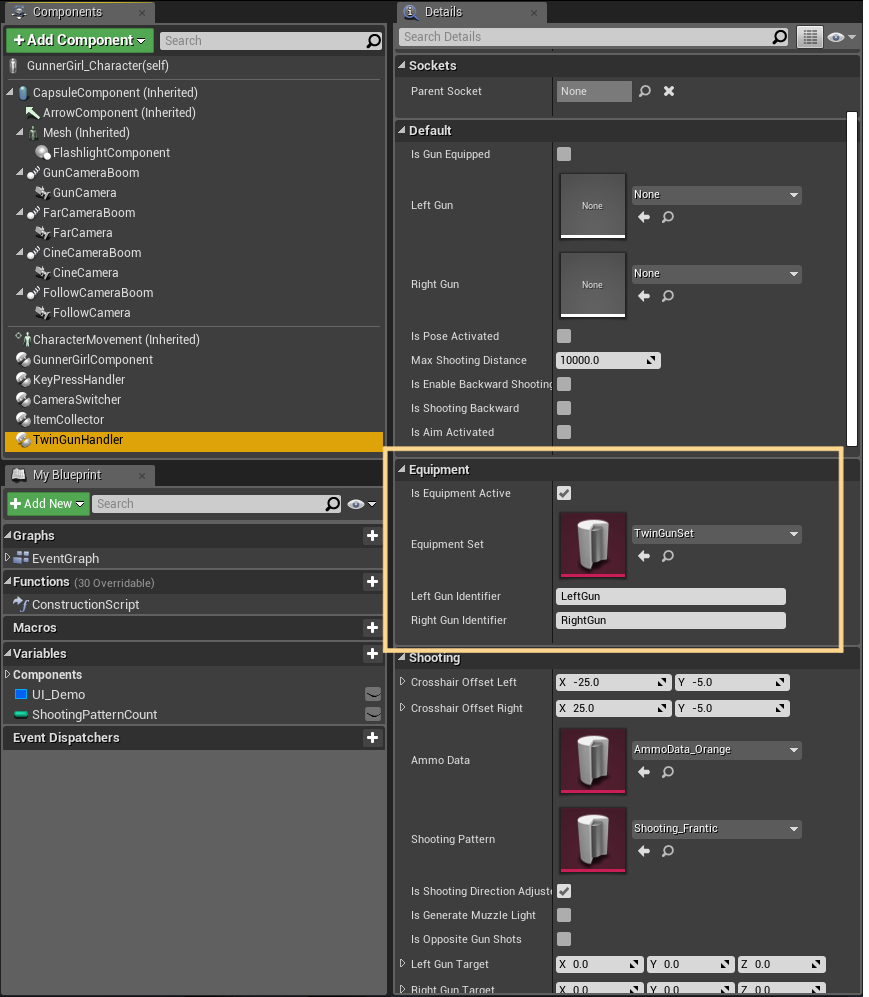 Components
Add Component
Search
GunnerGirl_Character(self)
CapsuleComponent (Inherited)
ArrowComponent (Inherited)
Mesh (Inherited)
FlashlightComponent
GunCameraBoom
GunCamera
FarCameraBoom
FarCamera
CineCameraBoom
CineCamera
FollowCameraBoom
FollowCamera
CharacterMovement (Inherited)
GunnerGirlComponent
KeyPressHandler
CameraSwitcher
ItemCollector
TwinGunHandler
My Blueprint
Add New
Search
Graphs
EventGraph
Functions (30 Overridable)
ConstructionScript
Macros
Variables
Components
UI_Demo
ShootingPatternCount
Event Dispatchers
Details
Search Details
Sockets
Parent Socket None
Default
Is Gun Equipped
Left Gun None None
Right Gun None None
Is Pose Activated
Max Shooting Distance 10000.0
Is Enable Backward Shooting
Is Shooting Backward
Is Aim Activated
Equipment
Is Equipment Active
Equipment Set TwinGunSet
Left Gun Identifier LeftGun
Right Gun Identifier RightGun
Shooting
Crosshair Offset Left X -25.0 Y -5.0
Crosshair Offset Right X 25.0 Y -5.0
Ammo Data AmmoData_Orange
Shooting Pattern Shooting_Frantic
Is Shooting Direction Adjuste
Is Generate Muzzle Light
Is Opposite Gun Shots
Left Gun Target X 0.0 Y 0.0 Z 0.0
Right Gun Target X 0.0 Y 0.0 Z 0.0